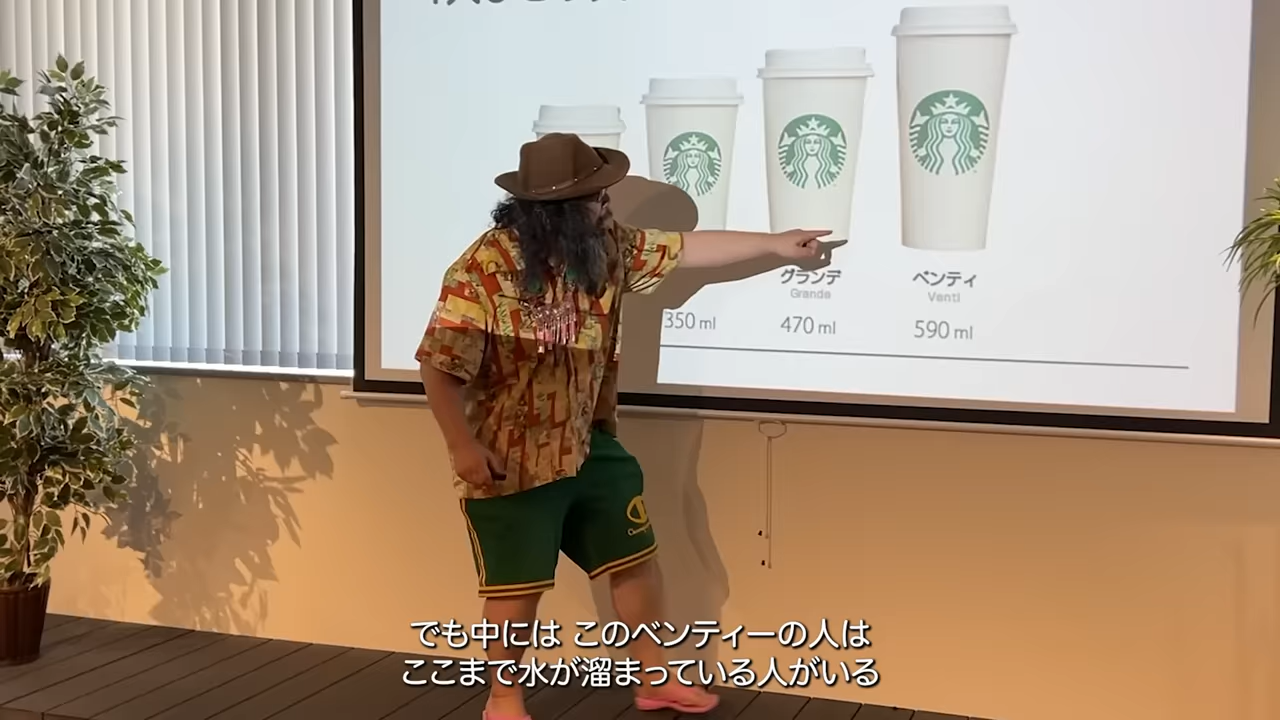 グランデ
Grande
ベンティ
Venti
350 ml
470 ml
590 ml
でも中には このベンティーの人は
ここまで水が溜まっている人がいる